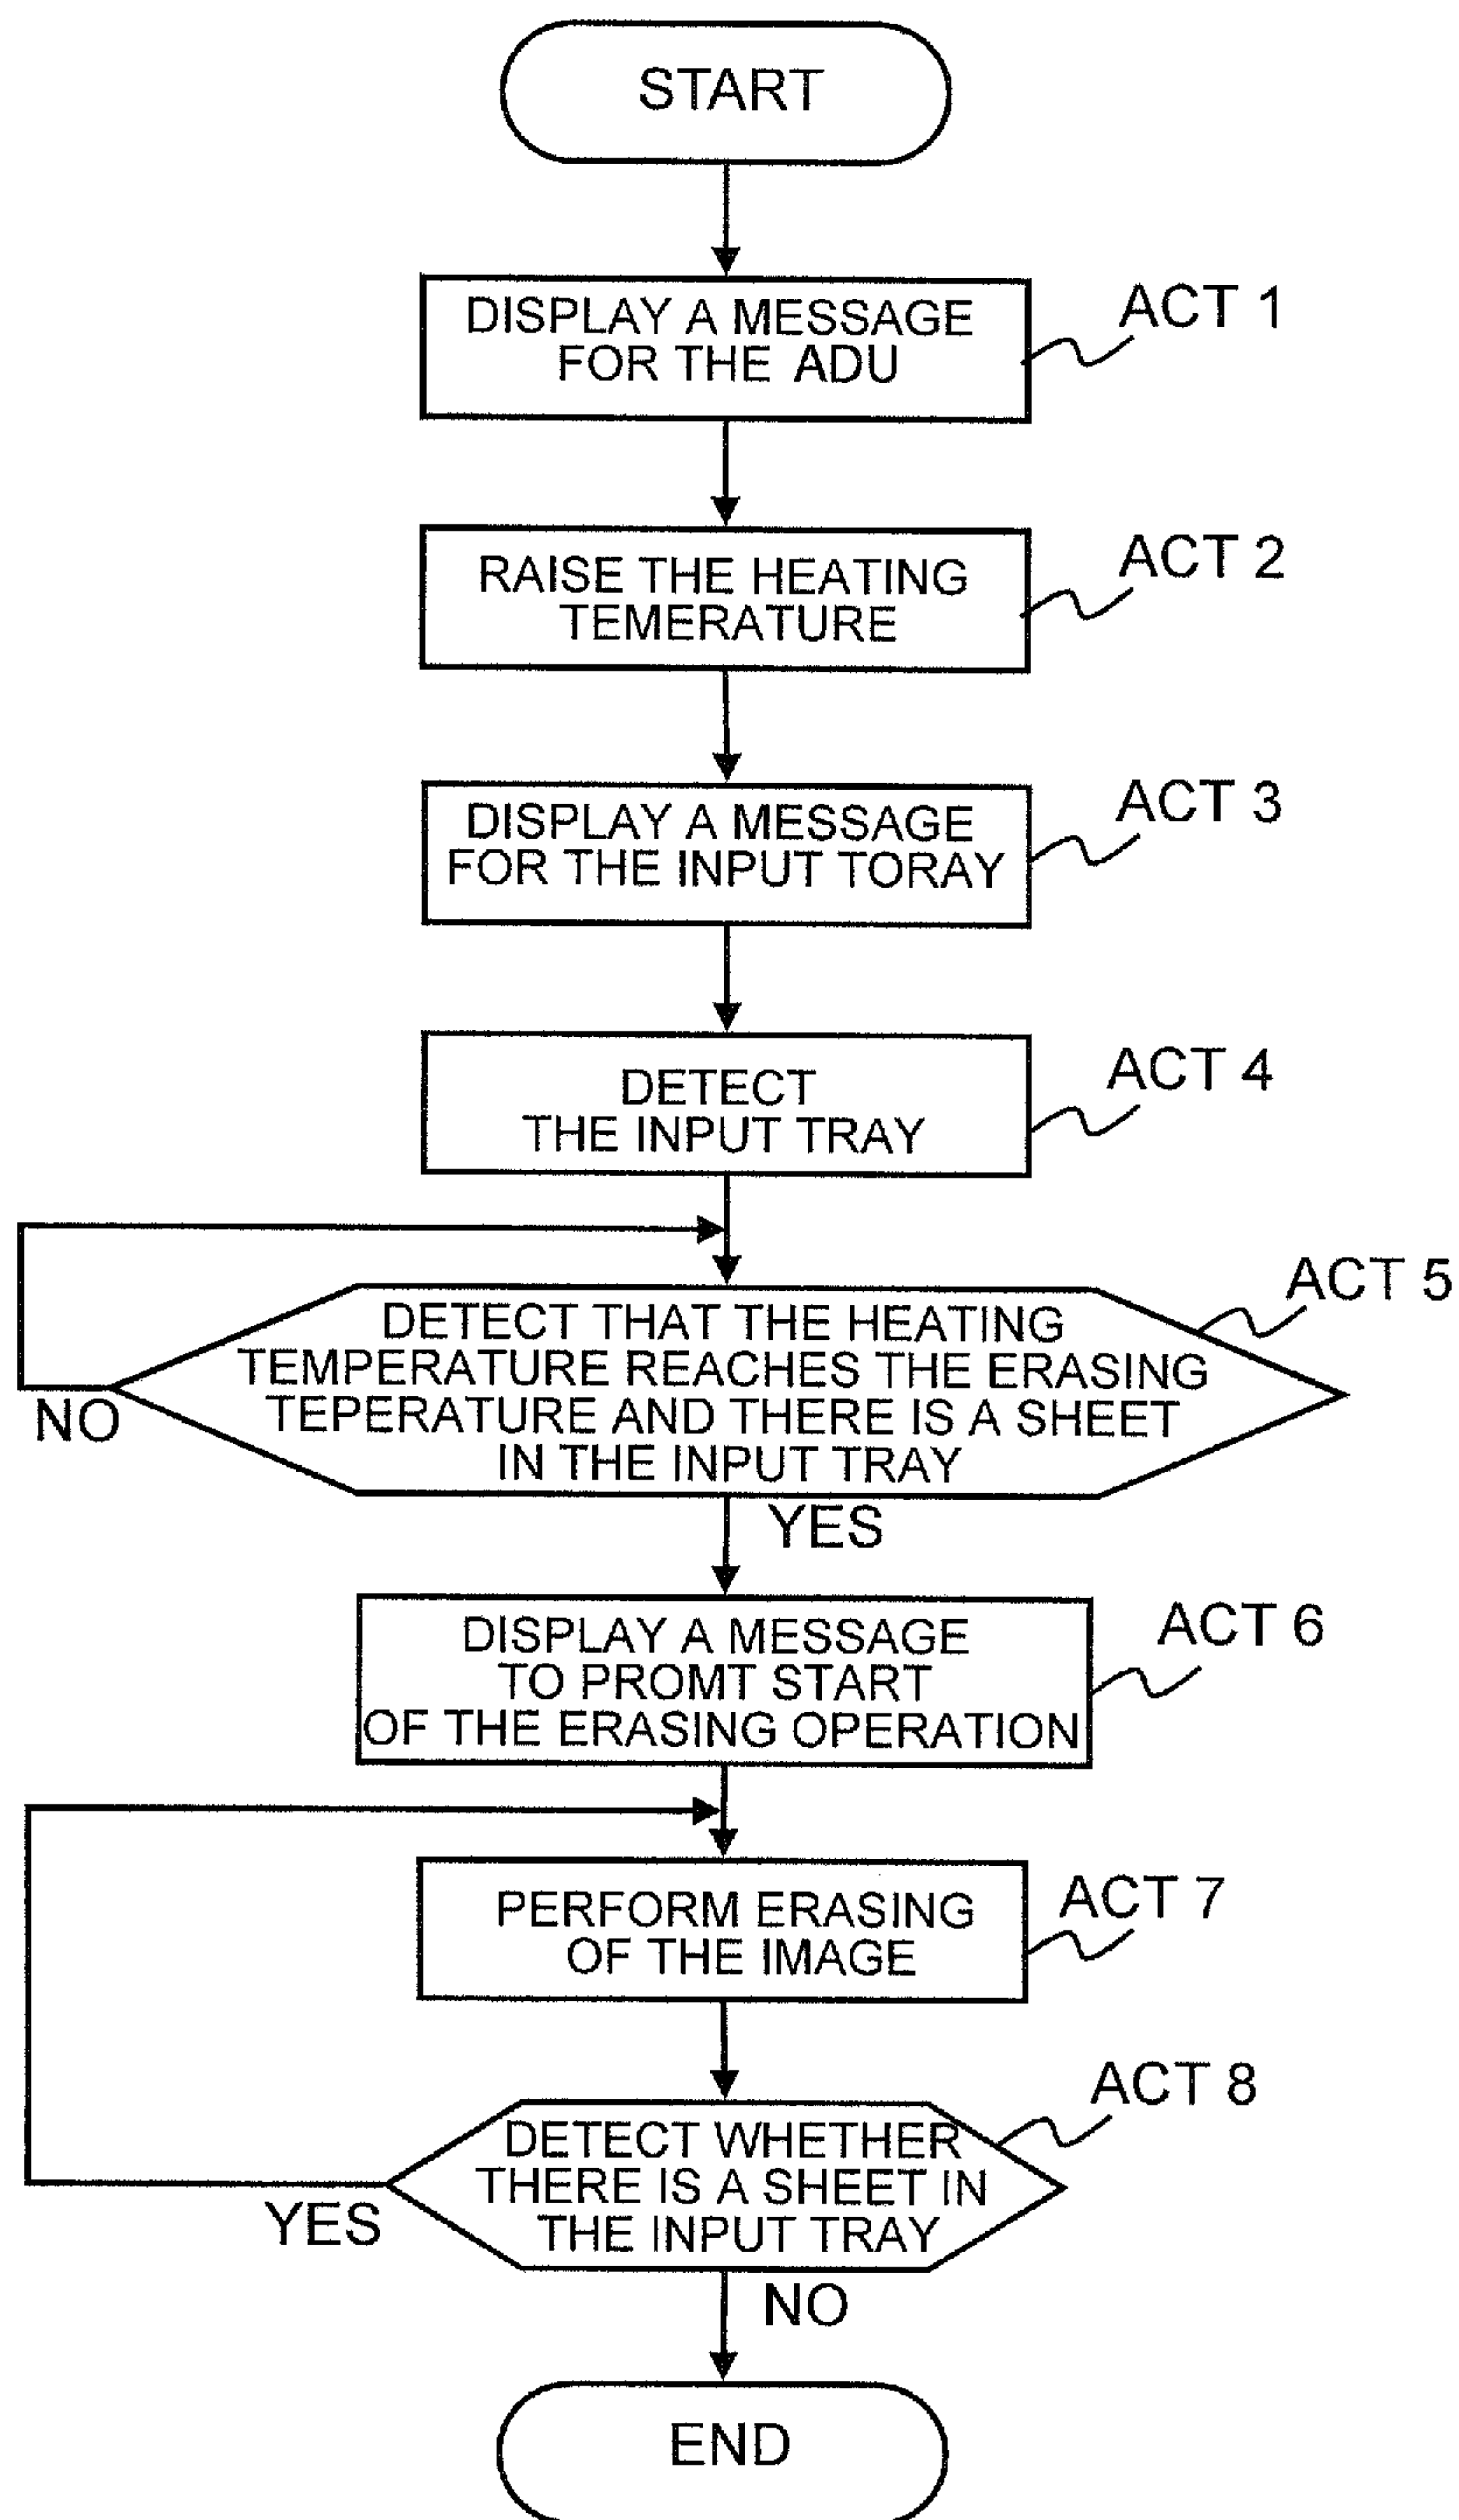 START
DISPLAY A MESSAGE
FOR THE ADU
ACT 1
RAISE THE HEATING
TEMERATURE
ACT 2
DISPLAY A MESSAGE
FOR THE INPUT TORAY
ACT 3
DETECT
THE INPUT TRAY
ACT 4
DETECT THAT THE HEATING
TEMPERATURE REACHES THE ERASING
TEPERATURE AND THERE IS A SHEET
IN THE INPUT TRAY
ACT 5
NO
YES
DISPLAY A MESSAGE
TO PROMT START
OF THE ERASING OPERATION
ACT 6
PERFORM ERASING
OF THE IMAGE
ACT 7
DETECT WHETHER
THERE IS A SHEET IN
THE INPUT TRAY
ACT 8
YES
NO
END